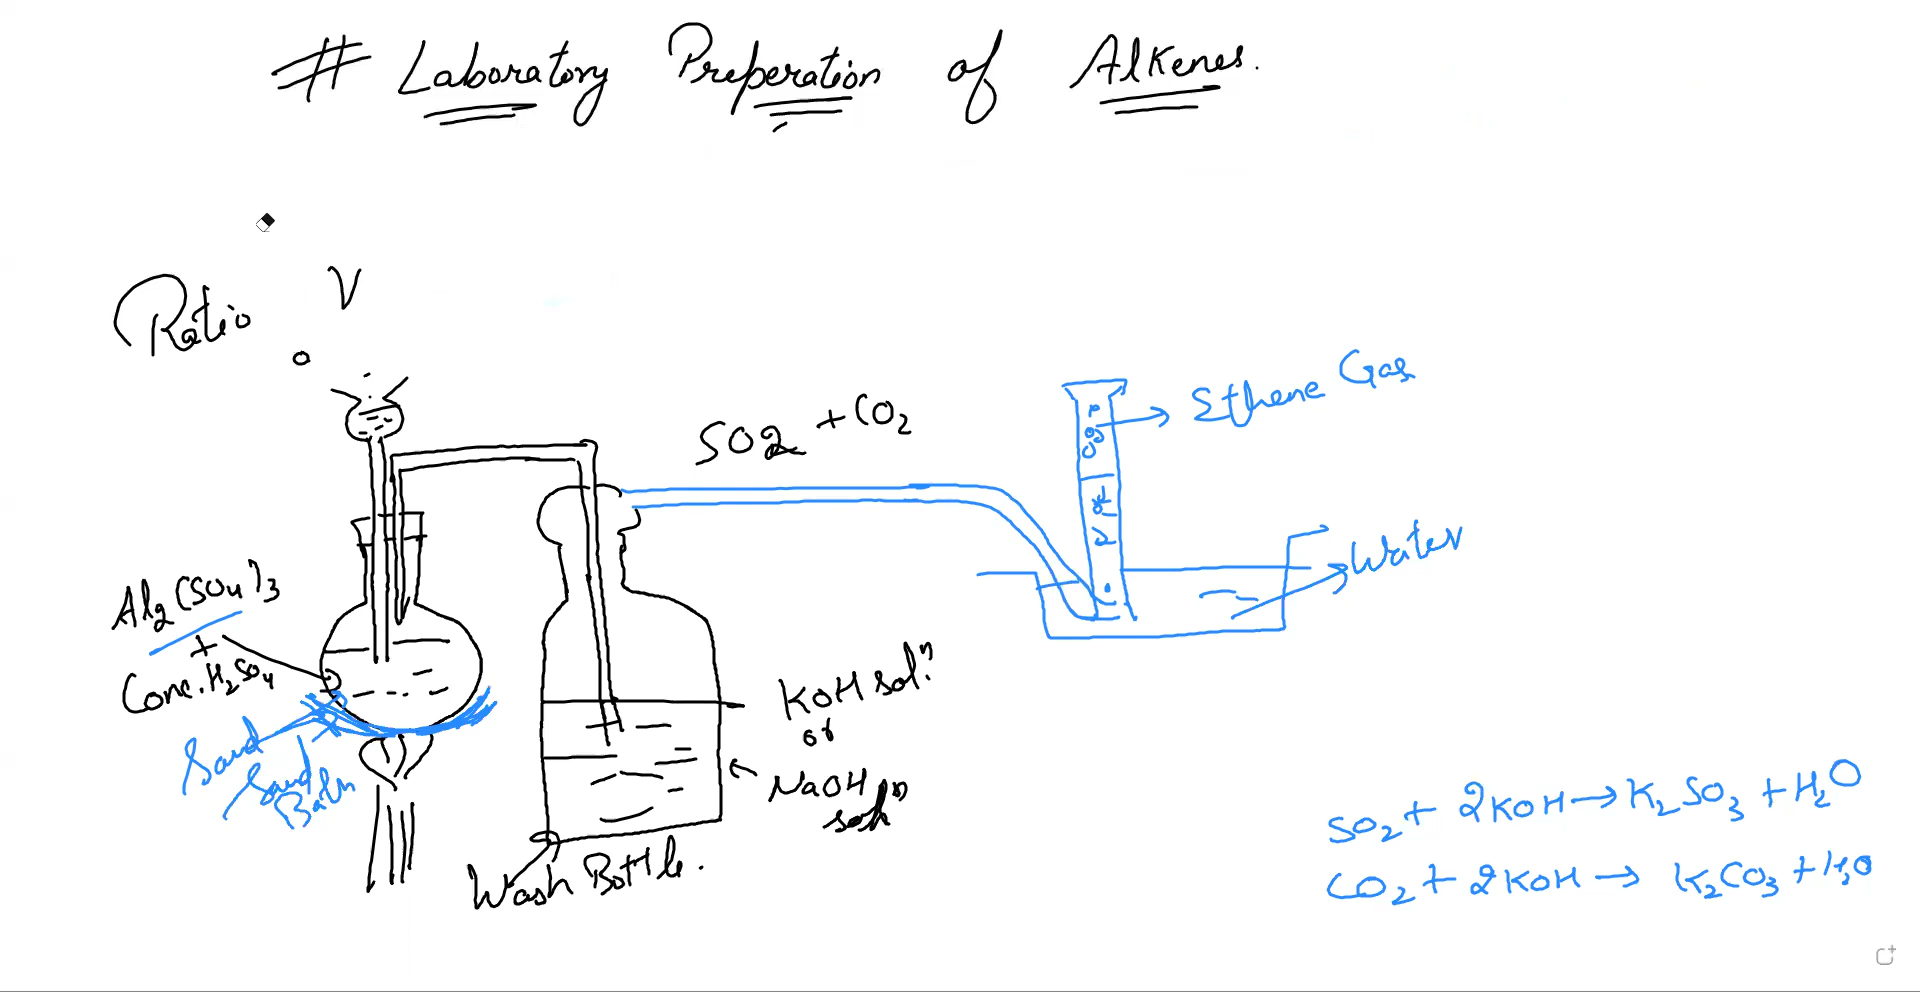 # Laboratory Preperation of Alkenes.
Ratio V
SO2 + CO2
Ethene Gas
Water
Al2(SO4)3
+
Conc. H2SO4
Sand
Sand
Bath
KOH solⁿ.
or
NaOH
solⁿ
Wash Bottle.
SO2 + 2KOH → K2SO3 + H2O
CO2 + 2KOH → K2CO3 + H2O